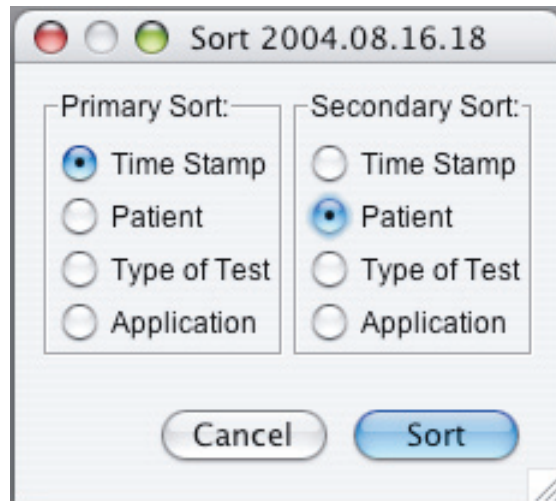 Sort 2004.08.16.18
Primary Sort:
Time Stamp
Patient
Type of Test
Application
Secondary Sort:
Time Stamp
Patient
Type of Test
Application
Cancel
Sort